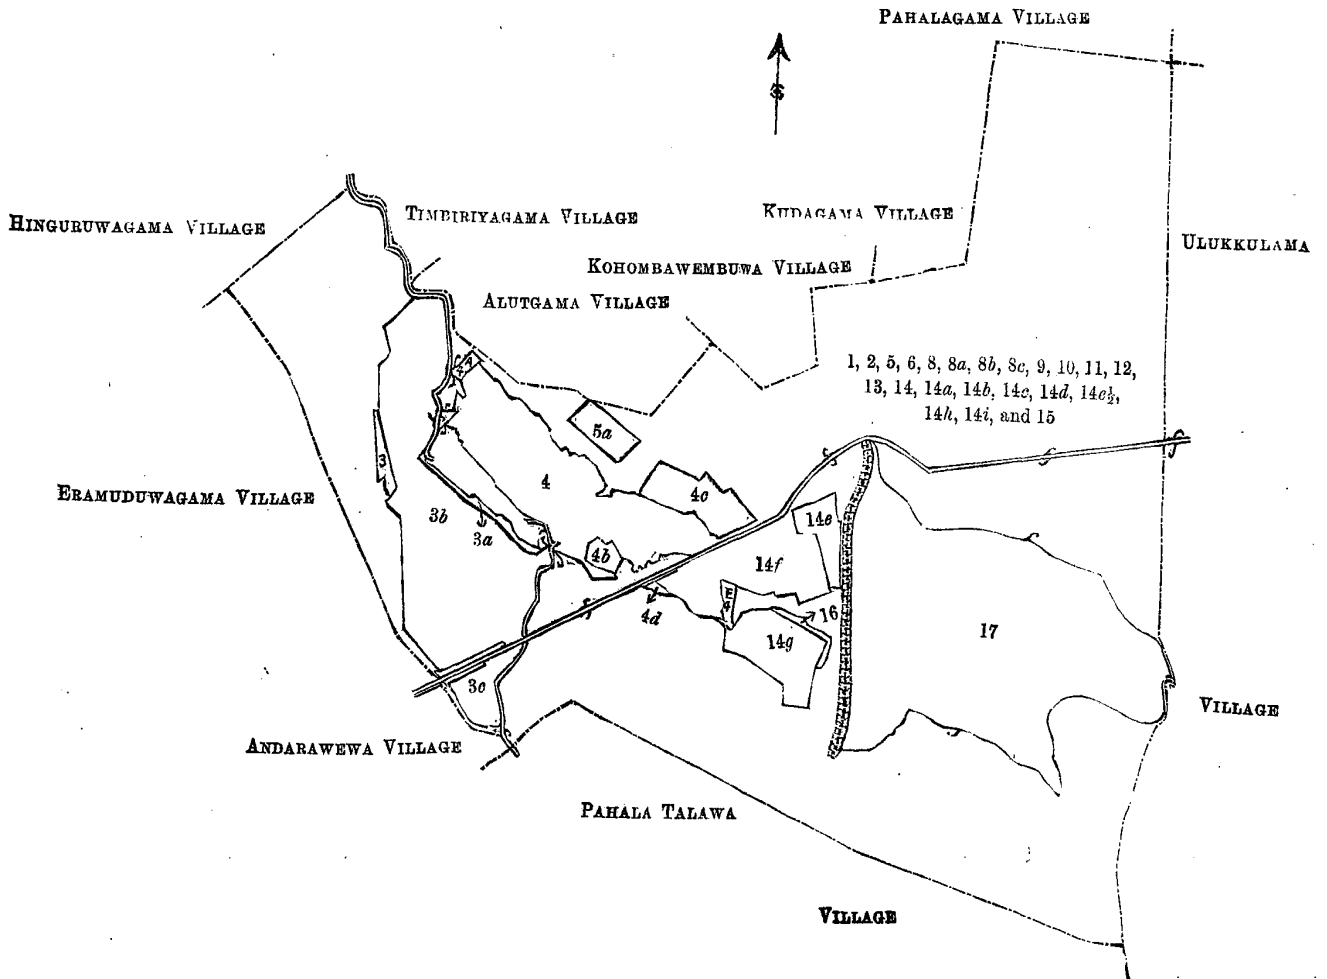 PAHALAGAMA VILLAGE
HINGURUWAGAMA VILLAGE
TIMBIRIYAGAMA VILLAGE
KUDAGAMA VILLAGE
ULUKKULAMA
KOHOMBAWEMBUWA VILLAGE
ALUTGAMA VILLAGE
1, 2, 5, 6, 8, 8a, 8b, 8c, 9, 10, 11, 12,
13, 14, 14a, 14b, 14c, 14d, 14e½,
14h, 14i, and 15
5a
3
4
4c
ERAMUDUWAGAMA VILLAGE
3b
3a
14e
4b
14f
4d
E
4
16
14g
17
3c
VILLAGE
ANDARAWEWA VILLAGE
PAHALA TALAWA
VILLAGE